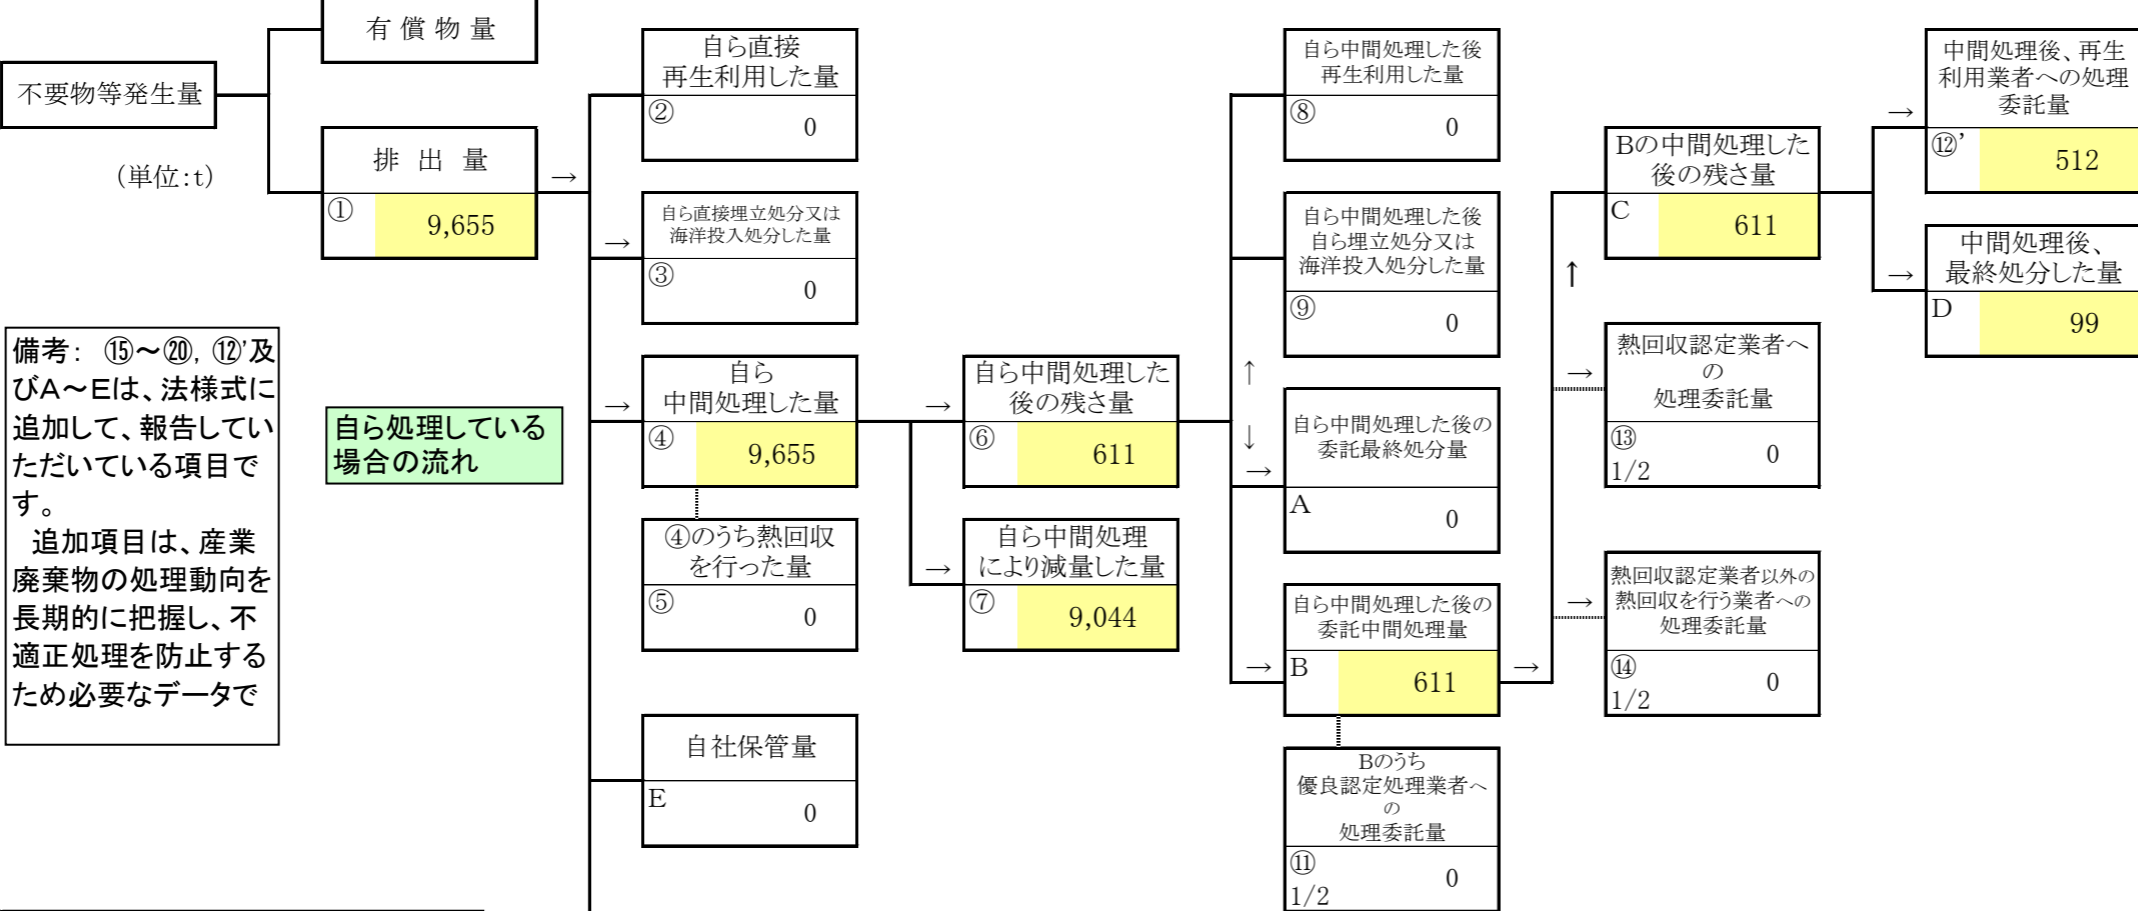 有 償 物 量
不要物等発生量
(単位:t)
排 出 量
①
9,655
→
備考: ⑮～⑳, ⑫'及
びA～Eは、法様式に
追加して、報告してい
ただいている項目で
す。
追加項目は、産業
廃棄物の処理動向を
長期的に把握し、不
適正処理を防止する
ため必要なデータで
自ら処理している
場合の流れ
自ら直接
再生利用した量
②
0
→
自ら直接埋立処分又は
海洋投入処分した量
③
0
→
自ら
中間処理した量
④
9,655
④のうち熱回収
を行った量
⑤
0
自社保管量
E
0
→
自ら中間処理した
後の残さ量
⑥
611
→
自ら中間処理
により減量した量
⑦
9,044
自ら中間処理した後
再生利用した量
⑧
0
自ら中間処理した後
自ら埋立処分又は
海洋投入処分した量
⑨
0
↑
↓
→
自ら中間処理した後の
委託最終処分量
A
0
→
自ら中間処理した後の
委託中間処理量
B
611
→
Bのうち
優良認定処理業者へ
の
処理委託量
⑪
1/2
0
↑
Bの中間処理した
後の残さ量
C
611
→
熱回収認定業者へ
の
処理委託量
⑬
1/2
0
→
熱回収認定業者以外の
熱回収を行う業者への
処理委託量
⑭
1/2
0
→
中間処理後、再生
利用業者への処理
委託量
⑫'
512
→
中間処理後、
最終処分した量
D
99